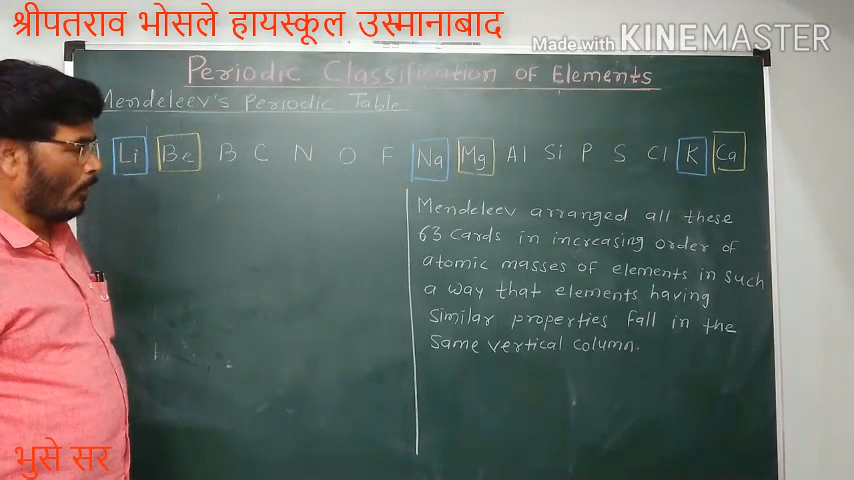 श्रीपतराव भोसले हायस्कूल उस्मानाबाद
Made with KINEMASTER
Periodic Classification of Elements
Mendeleev's Periodic Table
Li Be B C N O F Na Mg Al Si P S Cl K Ca
Mendeleev arranged all these
63 cards in increasing order of
atomic masses of elements in such
a way that elements having
similar properties fall in the
same vertical column.
भुसे सर